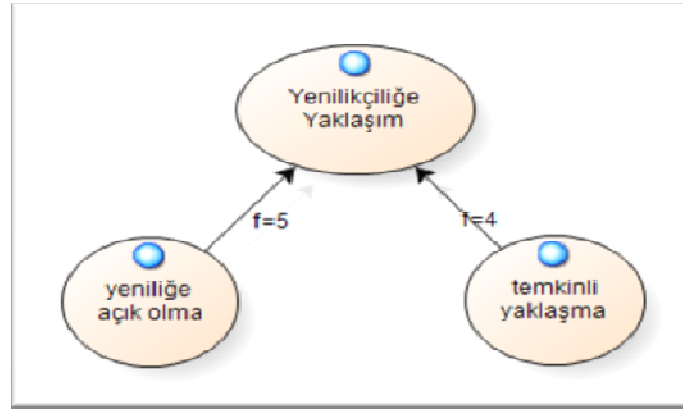 Yenilikçiliğe
Yaklaşım
f=5
f=4
yeniliğe
açık olma
temkinli
yaklaşma